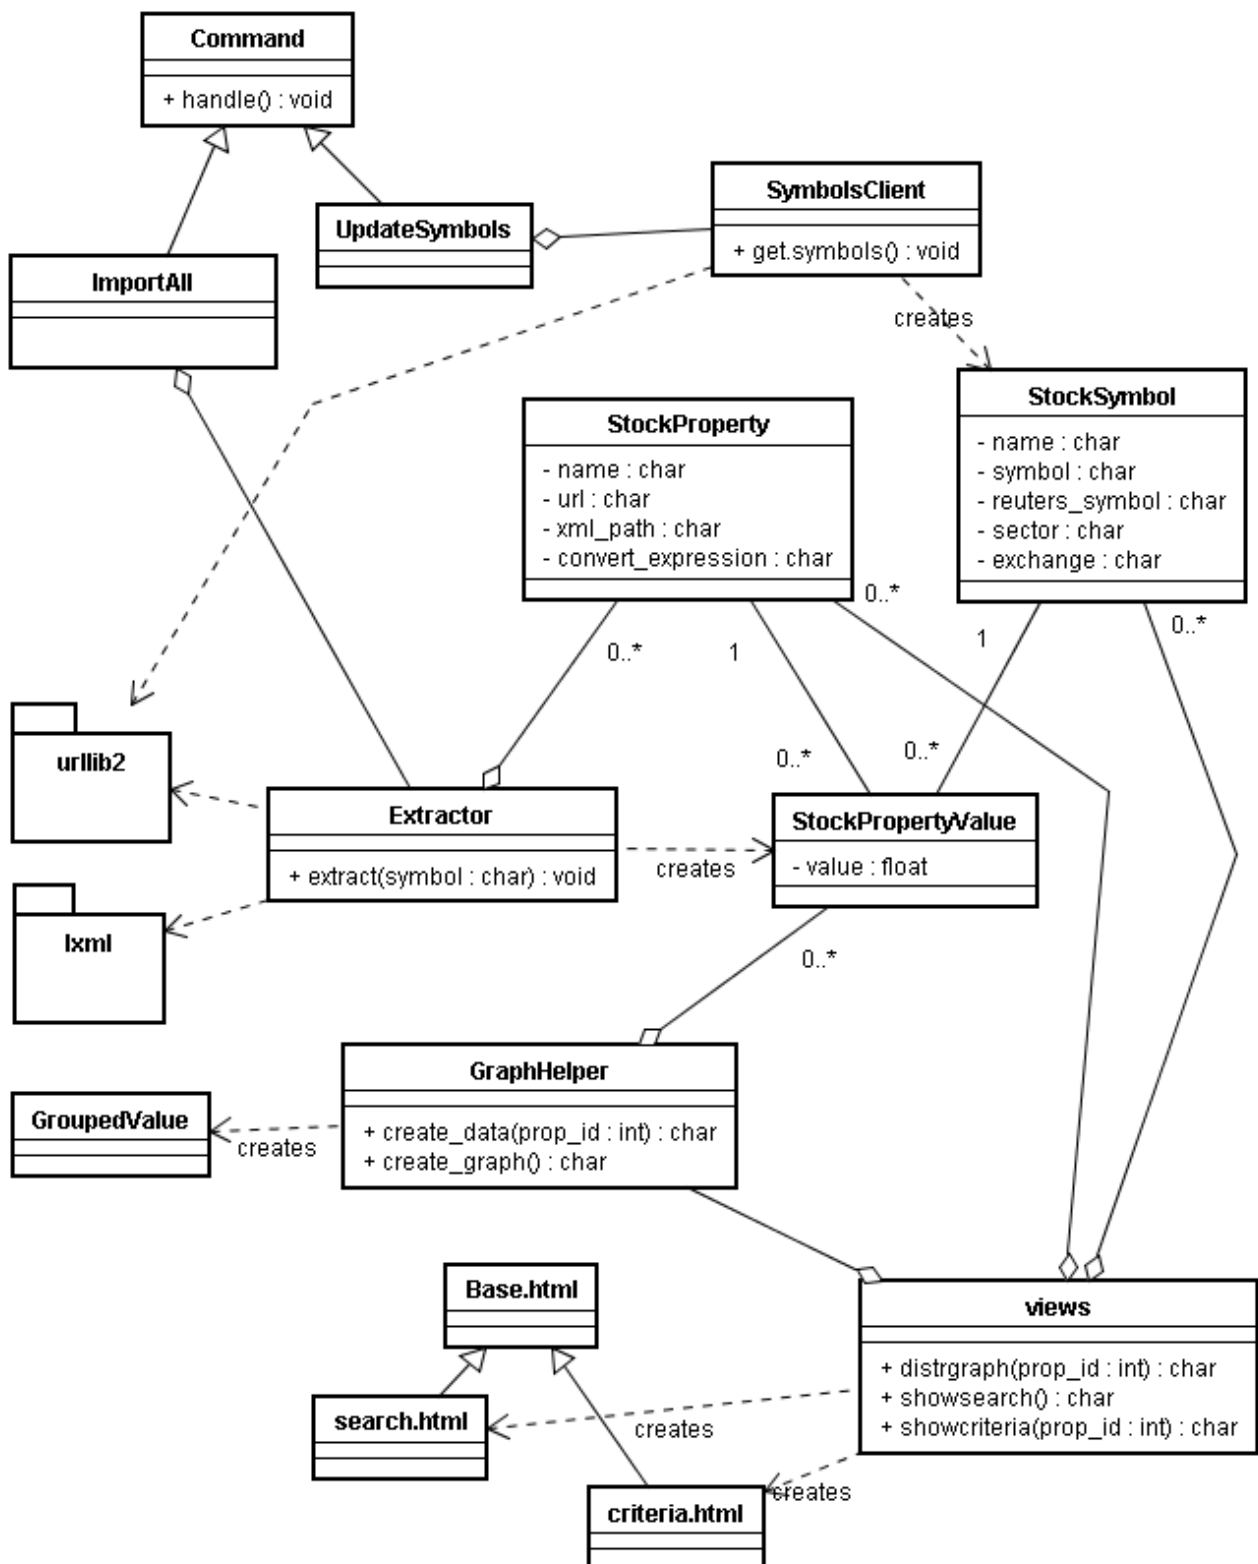 Command
+ handle() : void
SymbolsClient
+ get.symbols() : void
UpdateSymbols
ImportAll
creates
StockProperty
- name : char
- url : char
- xml_path : char
- convert_expression : char
StockSymbol
- name : char
- symbol : char
- reuters_symbol : char
- sector : char
- exchange : char
0..*
0..*
1
1
0..*
0..*
0..*
urllib2
Extractor
+ extract(symbol : char) : void
creates
StockPropertyValue
- value : float
lxml
0..*
GraphHelper
+ create_data(prop_id : int) : char
+ create_graph() : char
GroupedValue
creates
Base.html
views
+ distrgraph(prop_id : int) : char
+ showsearch() : char
+ showcriteria(prop_id : int) : char
search.html
creates
creates
criteria.html